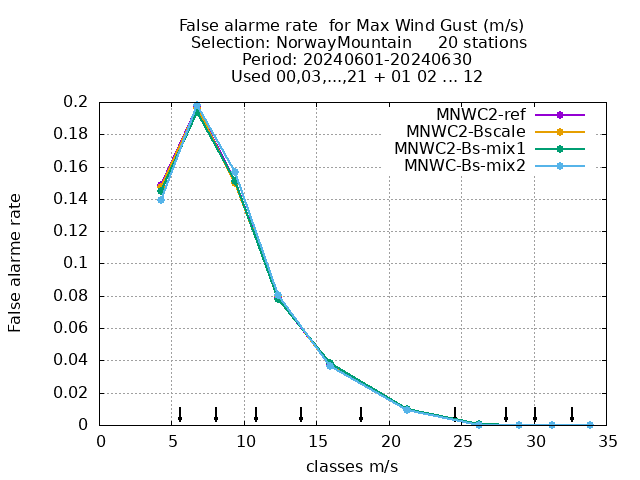 False alarme rate  for Max Wind Gust (m/s)
Selection: NorwayMountain     20 stations
Period: 20240601-20240630
Used 00,03,...,21 + 01 02 ... 12
MNWC2-ref
MNWC2-Bscale
MNWC2-Bs-mix1
MNWC-Bs-mix2
False alarme rate
0.2
0.18
0.16
0.14
0.12
0.1
0.08
0.06
0.04
0.02
0
0 5 10 15 20 25 30 35
classes m/s